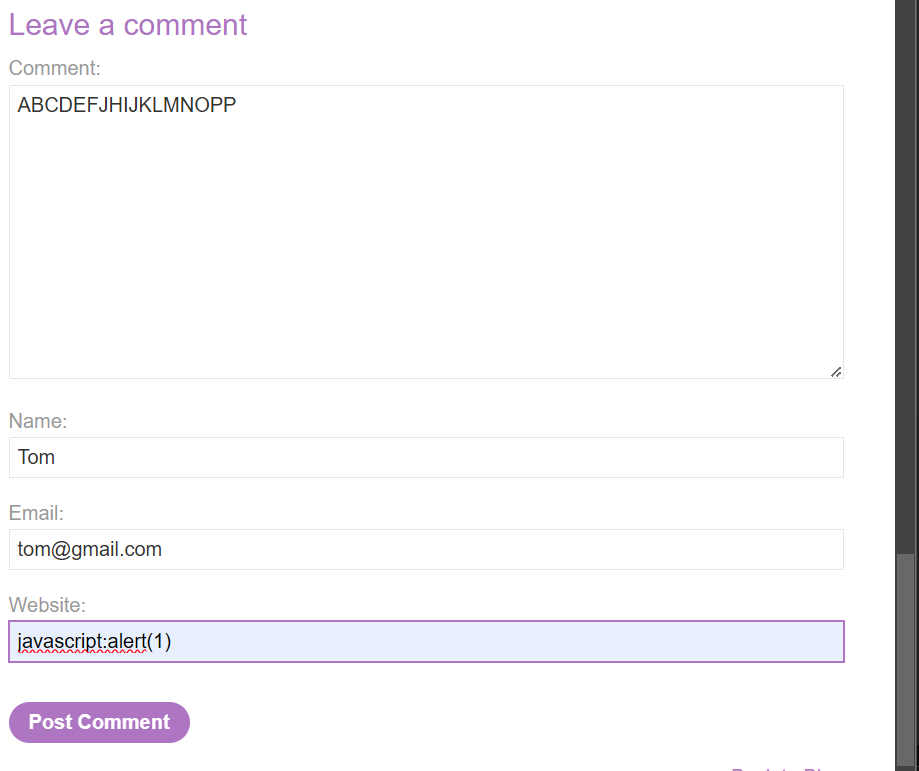 Leave a comment
Comment:
ABCDEFJHIJKLMNOPP
Name:
Tom
Email:
tom@gmail.com
Website:
javascript:alert(1)
Post Comment